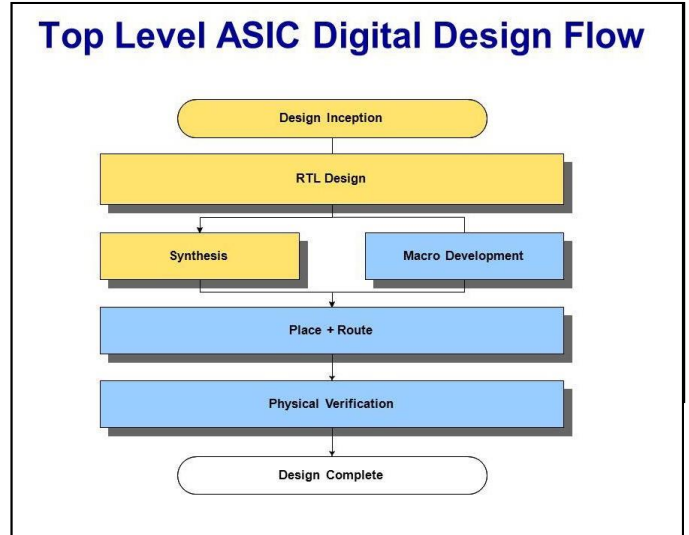 Top Level ASIC Digital Design Flow
Design Inception
RTL Design
Synthesis
Macro Development
Place + Route
Physical Verification
Design Complete